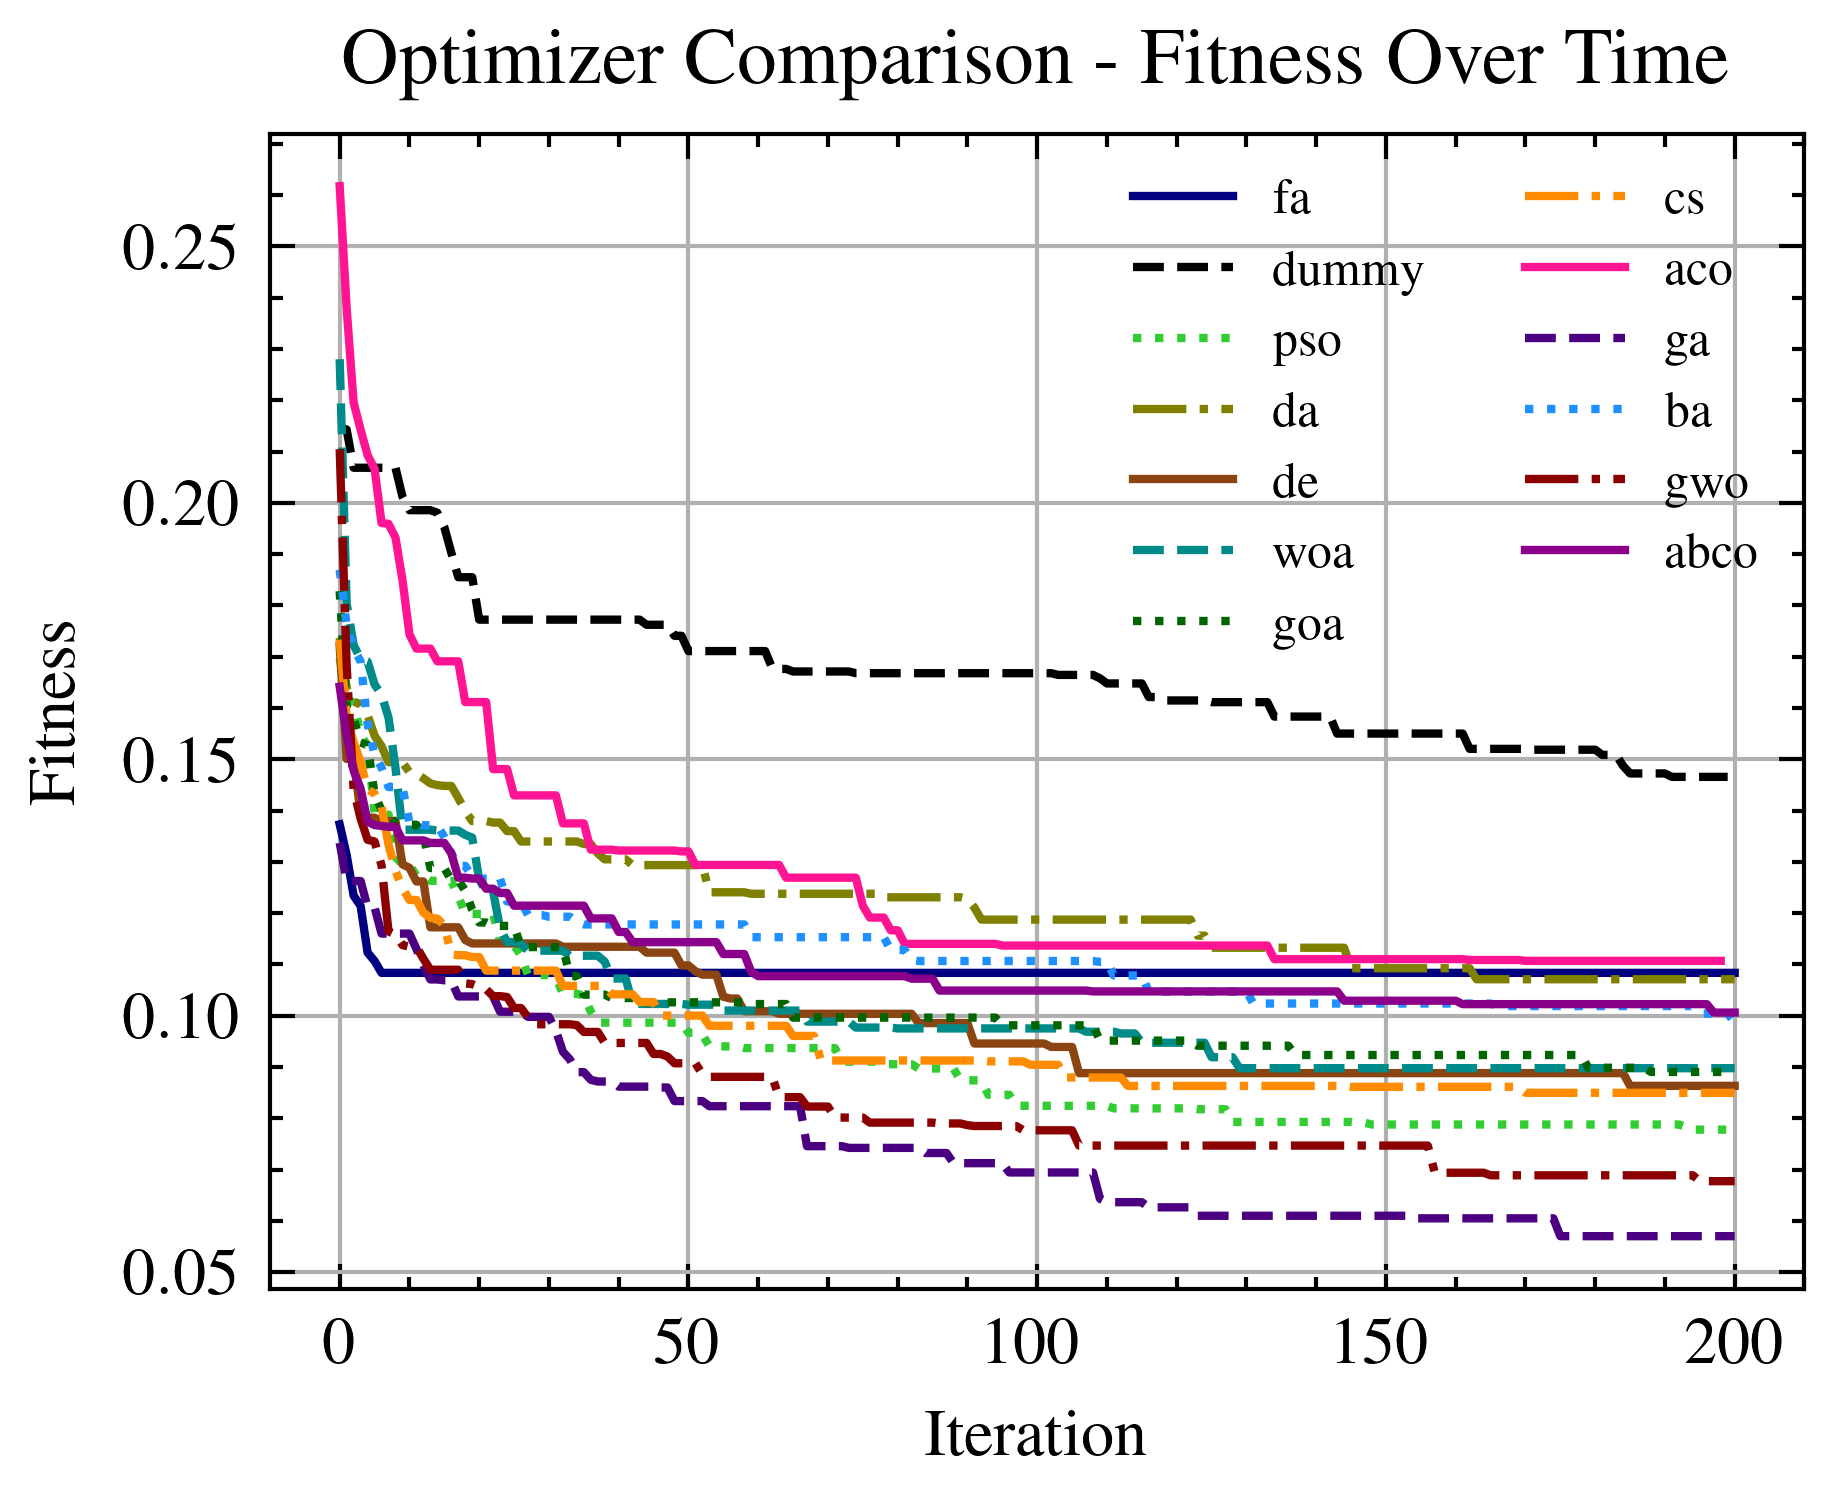 Optimizer Comparison - Fitness Over Time
Fitness
0.25
0.20
0.15
0.10
0.05
0
50
100
150
200
Iteration
fa
dummy
pso
da
de
woa
goa
cs
aco
ga
ba
gwo
abco